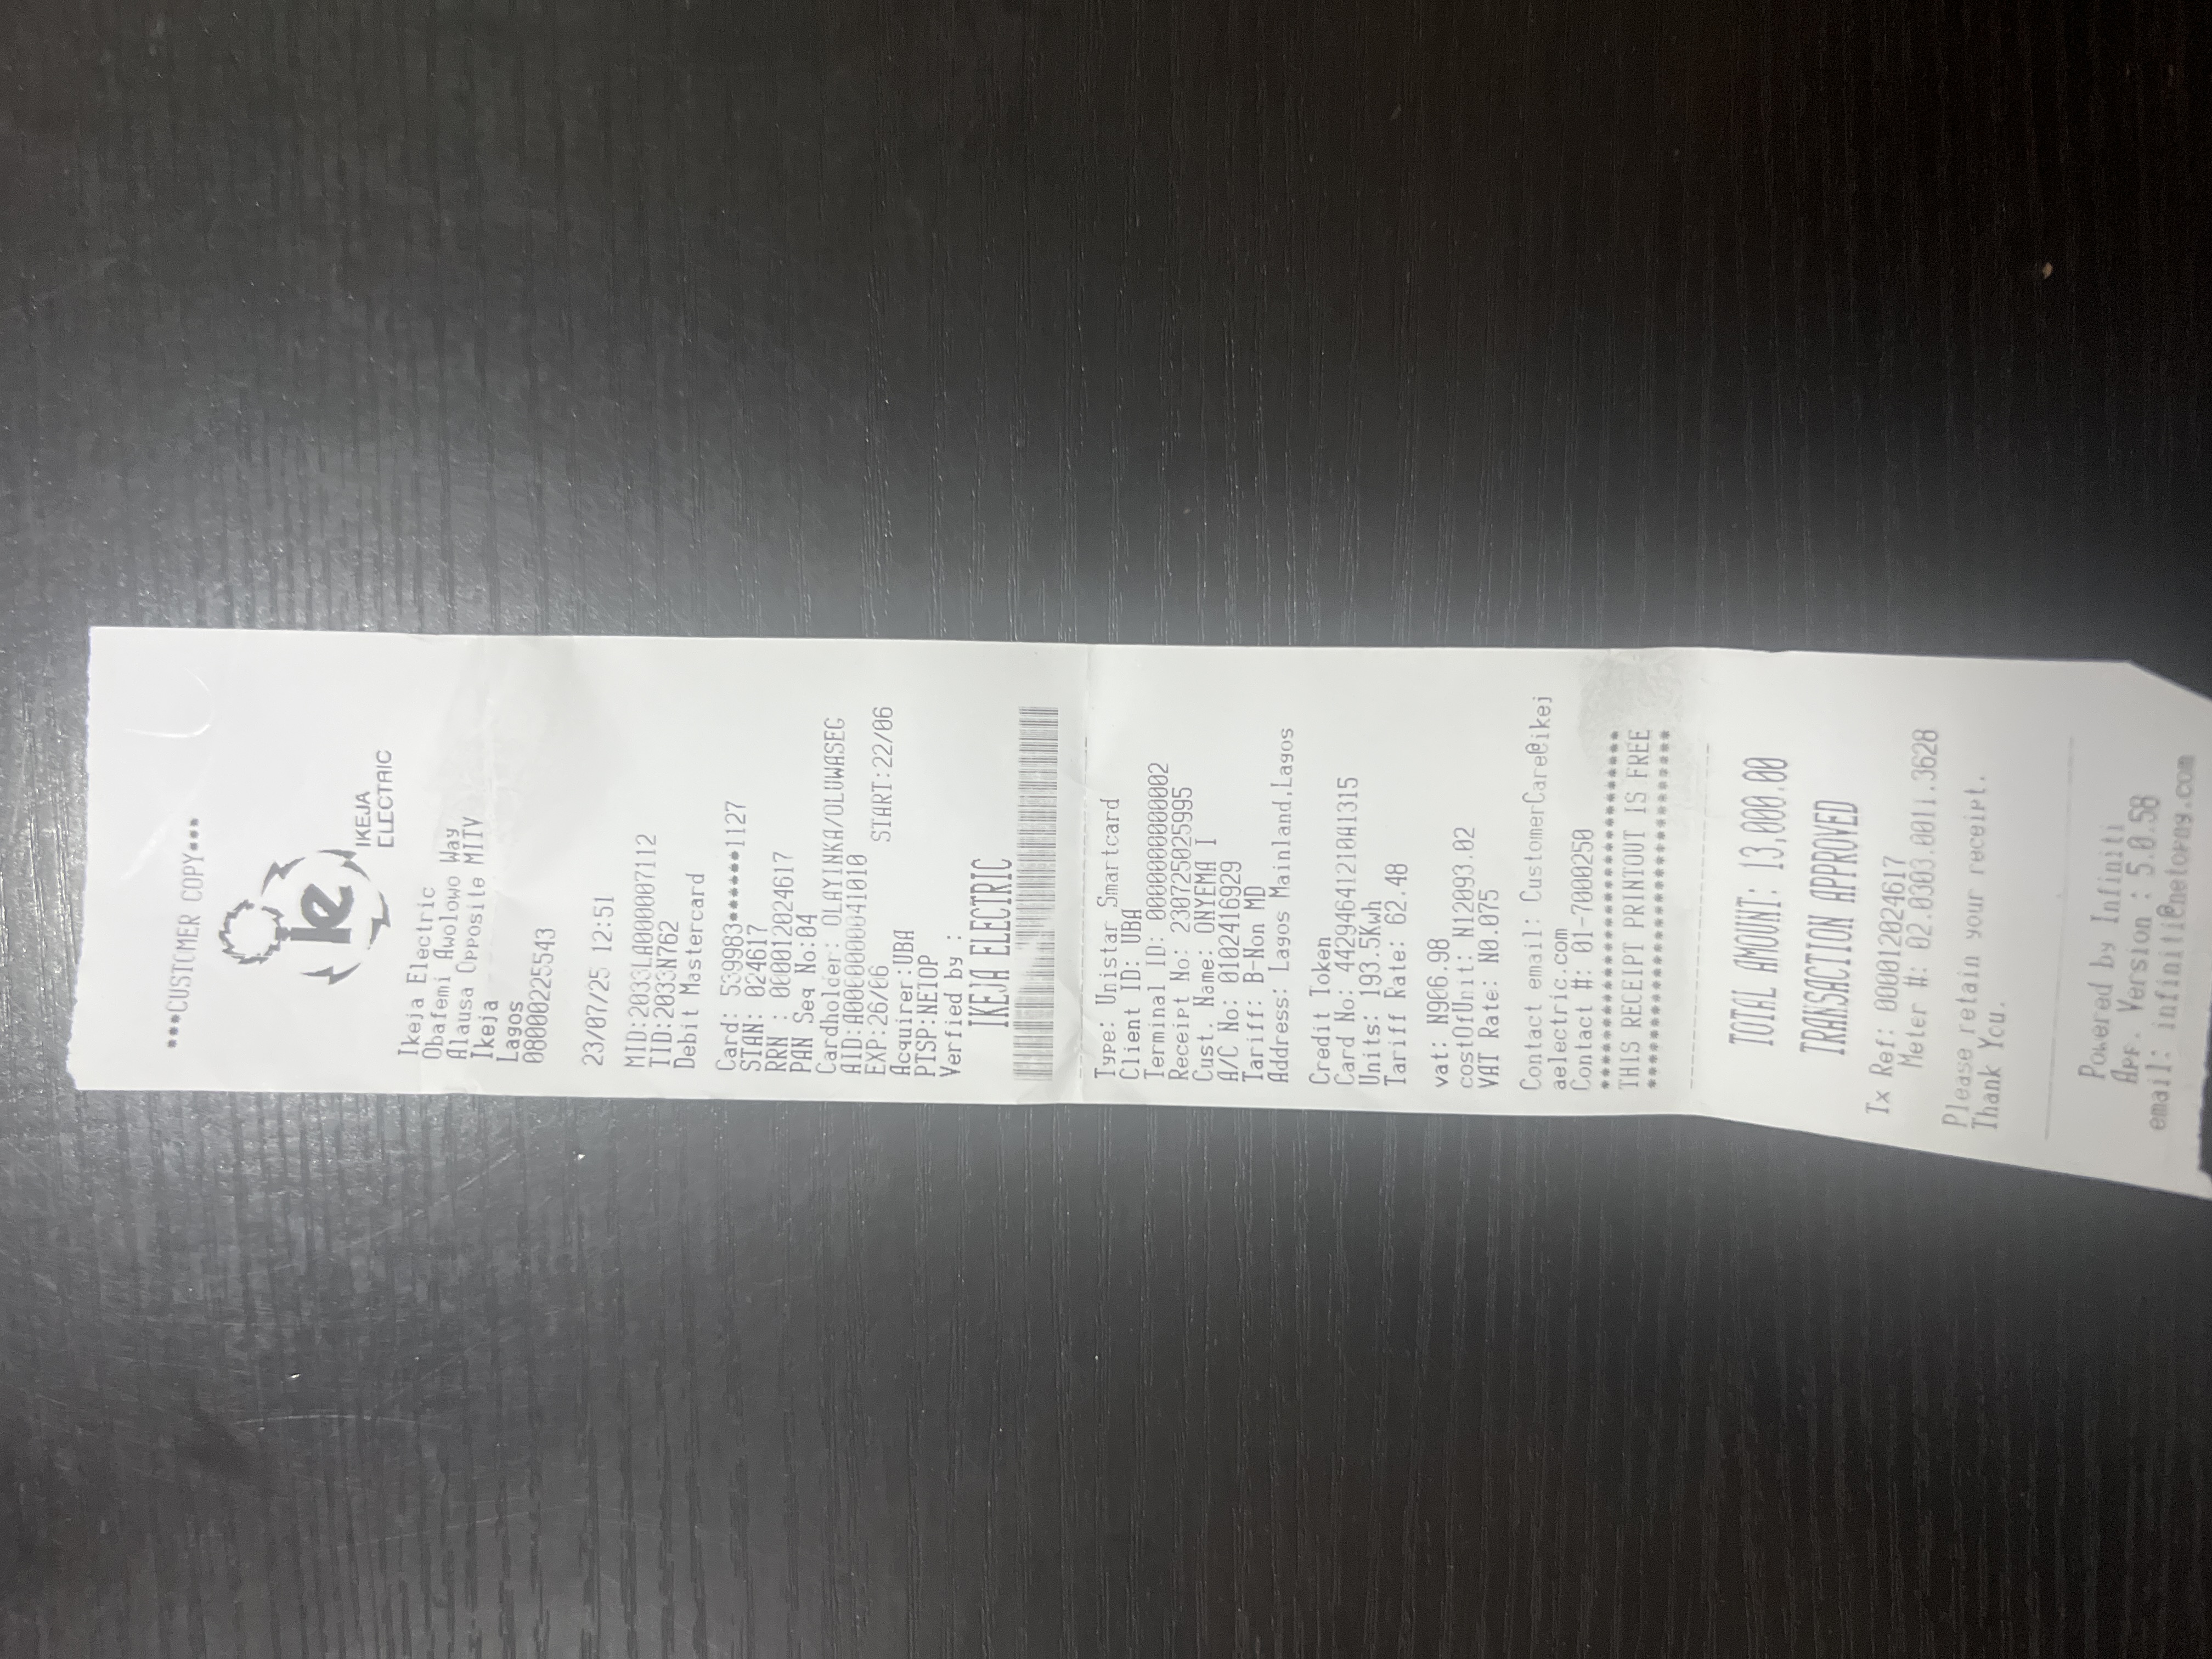 ***CUSTOMER COPY***
ie
IKEJA
ELECTRIC
Ikeja Electric
Obafemi Awolowo Way
Alausa Opposite MITV
Ikeja
Lagos
08000225543
23/07/25 12:51
MID:2033LA000007112
TID:2033N762
Debit Mastercard
Card: 539983******1127
STAN: 024617
RRN : 000012024617
PAN Seq No:04
Cardholder: OLAYINKA/OLUWASEG
AID:A0000000041010
EXP:26/06 START:22/06
Acquirer:UBA
PTSP:NETOP
Verified by :
IKEJA ELECTRIC
Type: Unistar Smartcard
Client ID: UBA
Terminal ID: 0000000000002
Receipt No: 230725025995
Cust. Name: ONYEMA I
A/C No: 0102416929
Tariff: B-Non MD
Address: Lagos Mainland,Lagos
Credit Token
Card No: 44294641210A1315
Units: 193.5Kwh
Tariff Rate: 62.48
vat: N906.98
costOfUnit: N12093.02
VAT Rate: N0.075
Contact email: CustomerCare@ikej
aelectric.com
Contact #: 01-7000250
******************************
THIS RECEIPT PRINTOUT IS FREE
******************************
TOTAL AMOUNT: 13,000.00
TRANSACTION APPROVED
Tx Ref: 000012024617
Meter #: 02.0303.0011.3628
Please retain your receipt.
Thank You.
Powered by Infiniti
App. Version : 5.0.58
email: infiniti@netopng.com